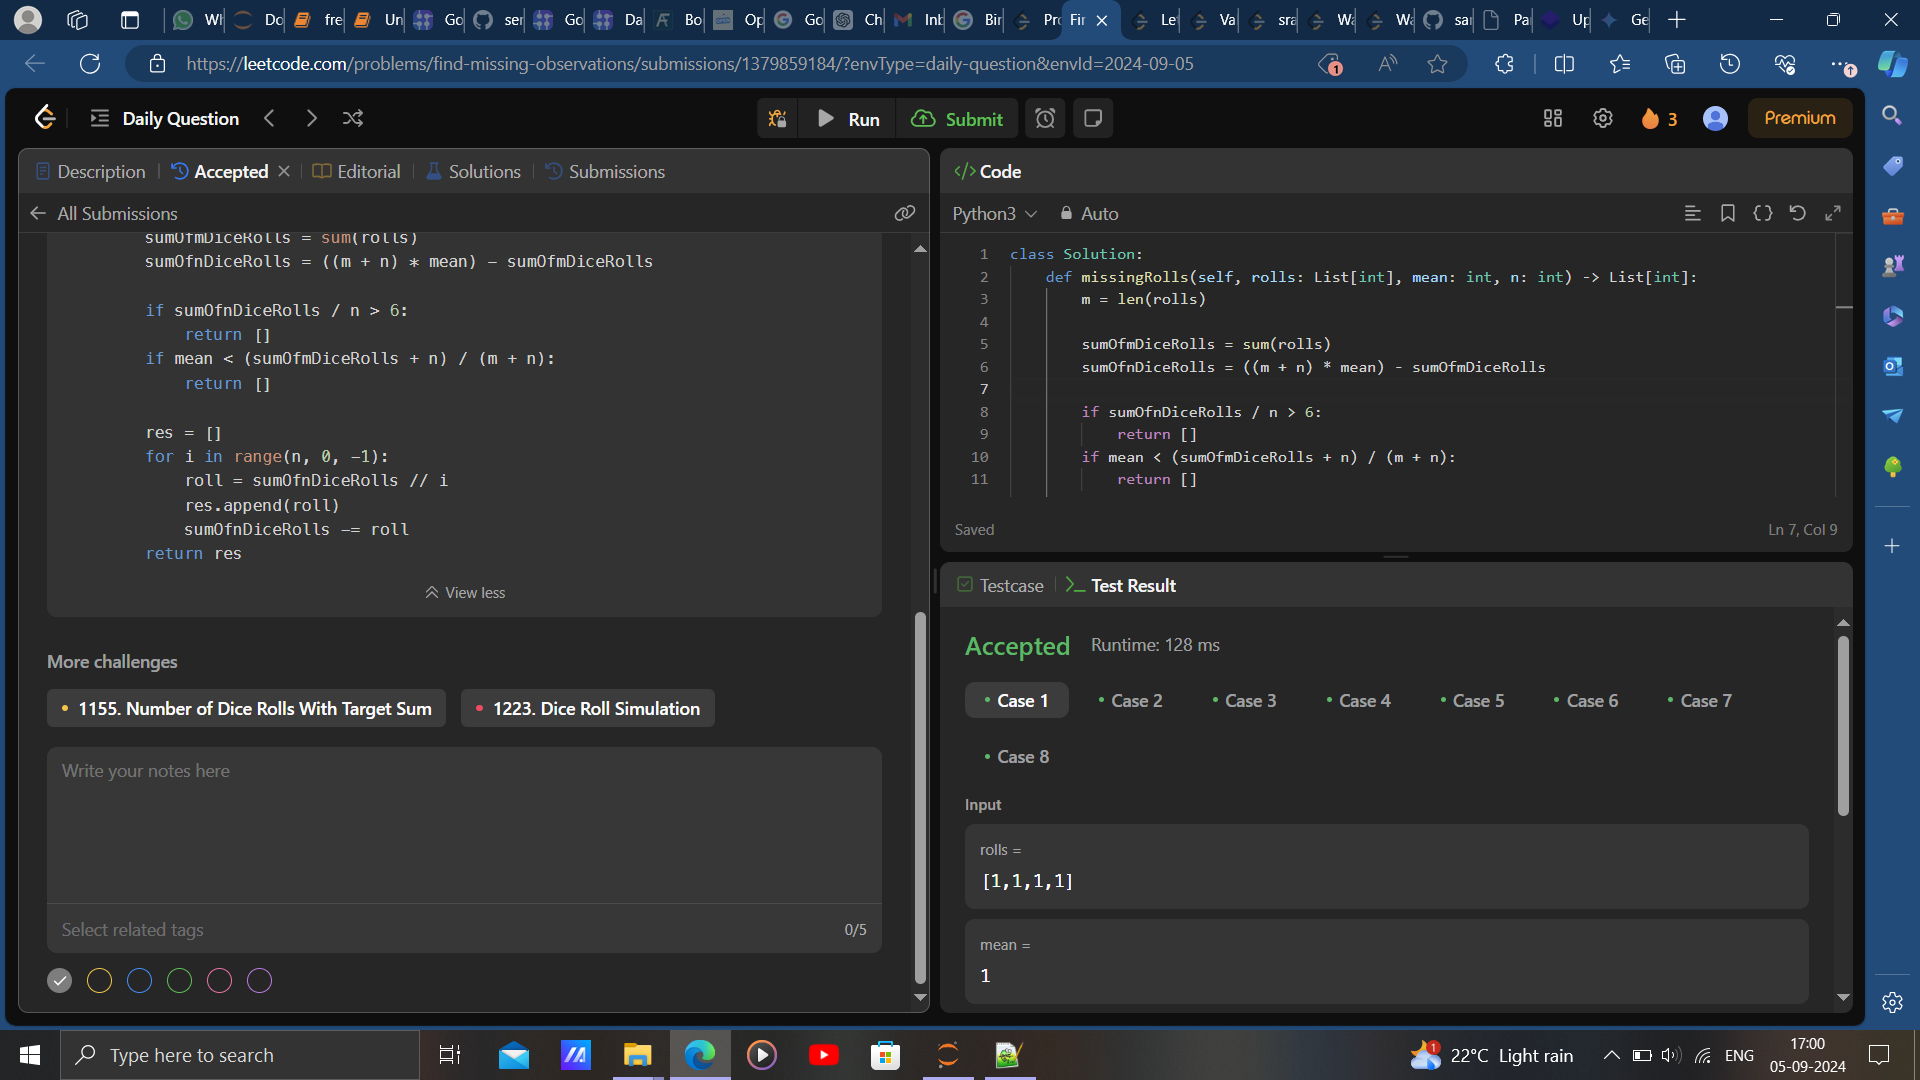 Wh
Do
fre
Un
Go
ser
Go
Da
Bo
Op
Go
Ch
Inb
Bin
Pro
Fin
Let
Va
sra
Wa
Wa
sar
Pa
Up
Ge
https://leetcode.com/problems/find-missing-observations/submissions/1379859184/?envType=daily-question&envId=2024-09-05
1
Daily Question
Run
Submit
3
Premium
Description
Accepted
Editorial
Solutions
Submissions
All Submissions
sumOfmDiceRolls = sum(rolls)
sumOfnDiceRolls = ((m + n) * mean) - sumOfmDiceRolls
if sumOfnDiceRolls / n > 6:
return []
if mean < (sumOfmDiceRolls + n) / (m + n):
return []
res = []
for i in range(n, 0, -1):
roll = sumOfnDiceRolls // i
res.append(roll)
sumOfnDiceRolls -= roll
return res
View less
More challenges
1155. Number of Dice Rolls With Target Sum
1223. Dice Roll Simulation
Write your notes here
Select related tags
0/5
</> Code
Python3
Auto
1 class Solution:
2 def missingRolls(self, rolls: List[int], mean: int, n: int) -> List[int]:
3 m = len(rolls)
4
5 sumOfmDiceRolls = sum(rolls)
6 sumOfnDiceRolls = ((m + n) * mean) - sumOfmDiceRolls
7
8 if sumOfnDiceRolls / n > 6:
9 return []
10 if mean < (sumOfmDiceRolls + n) / (m + n):
11 return []
Saved
Ln 7, Col 9
Testcase
Test Result
Accepted
Runtime: 128 ms
Case 1
Case 2
Case 3
Case 4
Case 5
Case 6
Case 7
Case 8
Input
rolls =
[1,1,1,1]
mean =
1
Type here to search
1
22°C Light rain
ENG
17:00
05-09-2024